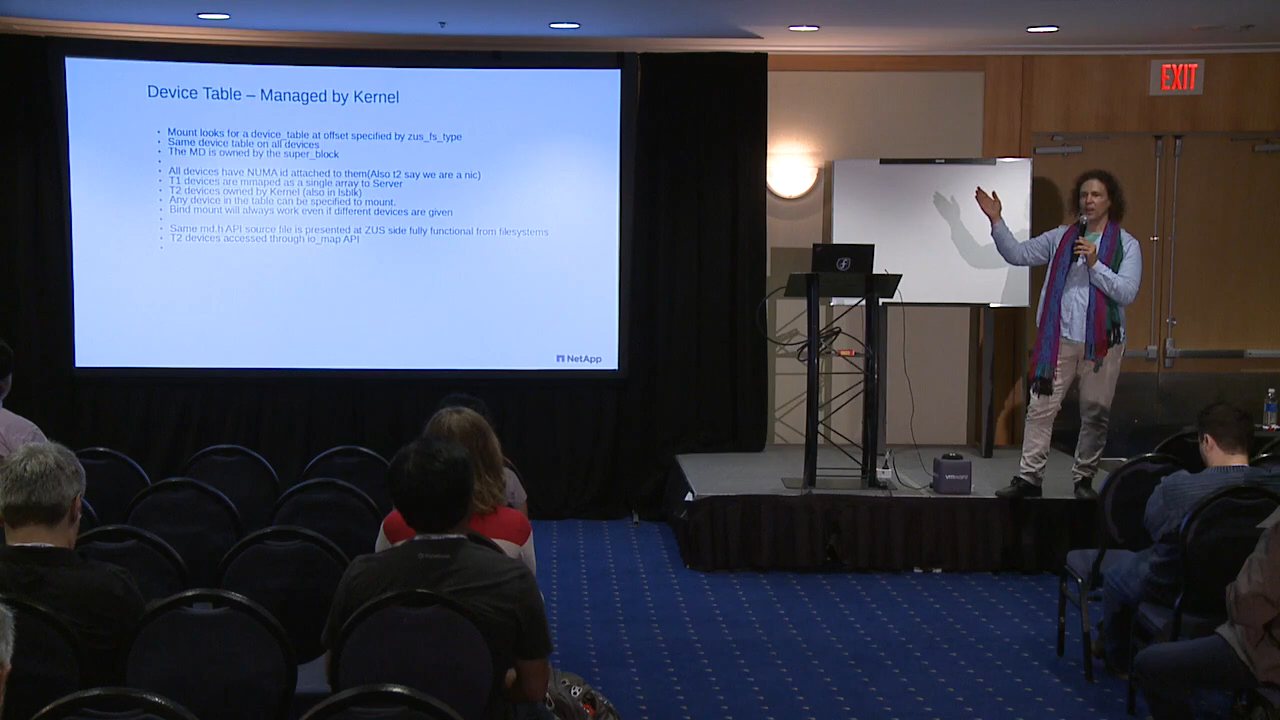 Device Table – Managed by Kernel
Mount looks for a device_table at offset specified by zus_fs_type
Same device table on all devices
The MD is owned by the super_block
All devices have NUMA id attached to them(Also t2 say we are a nic)
T1 devices are mmaped as a single array to Server
T2 devices owned by Kernel (also in lsblk)
Any device in the table can be specified to mount.
Bind mount will always work even if different devices are given
Same md.h API source file is presented at ZUS side fully functional from filesystems
T2 devices accessed through io_map API
NetApp
EXIT
vmware